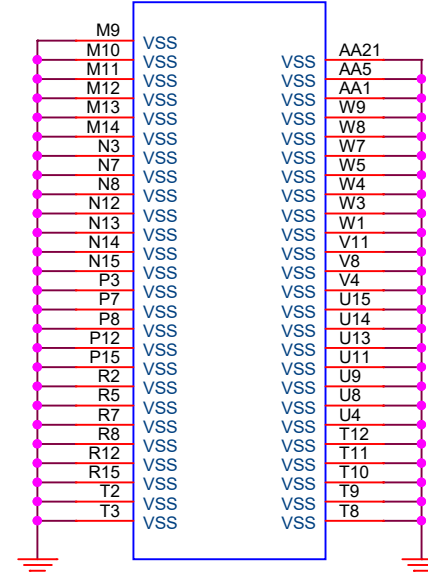 M9 VSS
M10 VSS VSS AA21
M11 VSS VSS AA5
M12 VSS VSS AA1
M13 VSS VSS W9
M14 VSS VSS W8
N3 VSS VSS W7
N7 VSS VSS W5
N8 VSS VSS W4
N12 VSS VSS W3
N13 VSS VSS W1
N14 VSS VSS V11
N15 VSS VSS V8
P3 VSS VSS V4
P7 VSS VSS U15
P8 VSS VSS U14
P12 VSS VSS U13
P15 VSS VSS U11
R2 VSS VSS U9
R5 VSS VSS U8
R7 VSS VSS U4
R8 VSS VSS T12
R12 VSS VSS T11
R15 VSS VSS T10
T2 VSS VSS T9
T3 VSS VSS T8